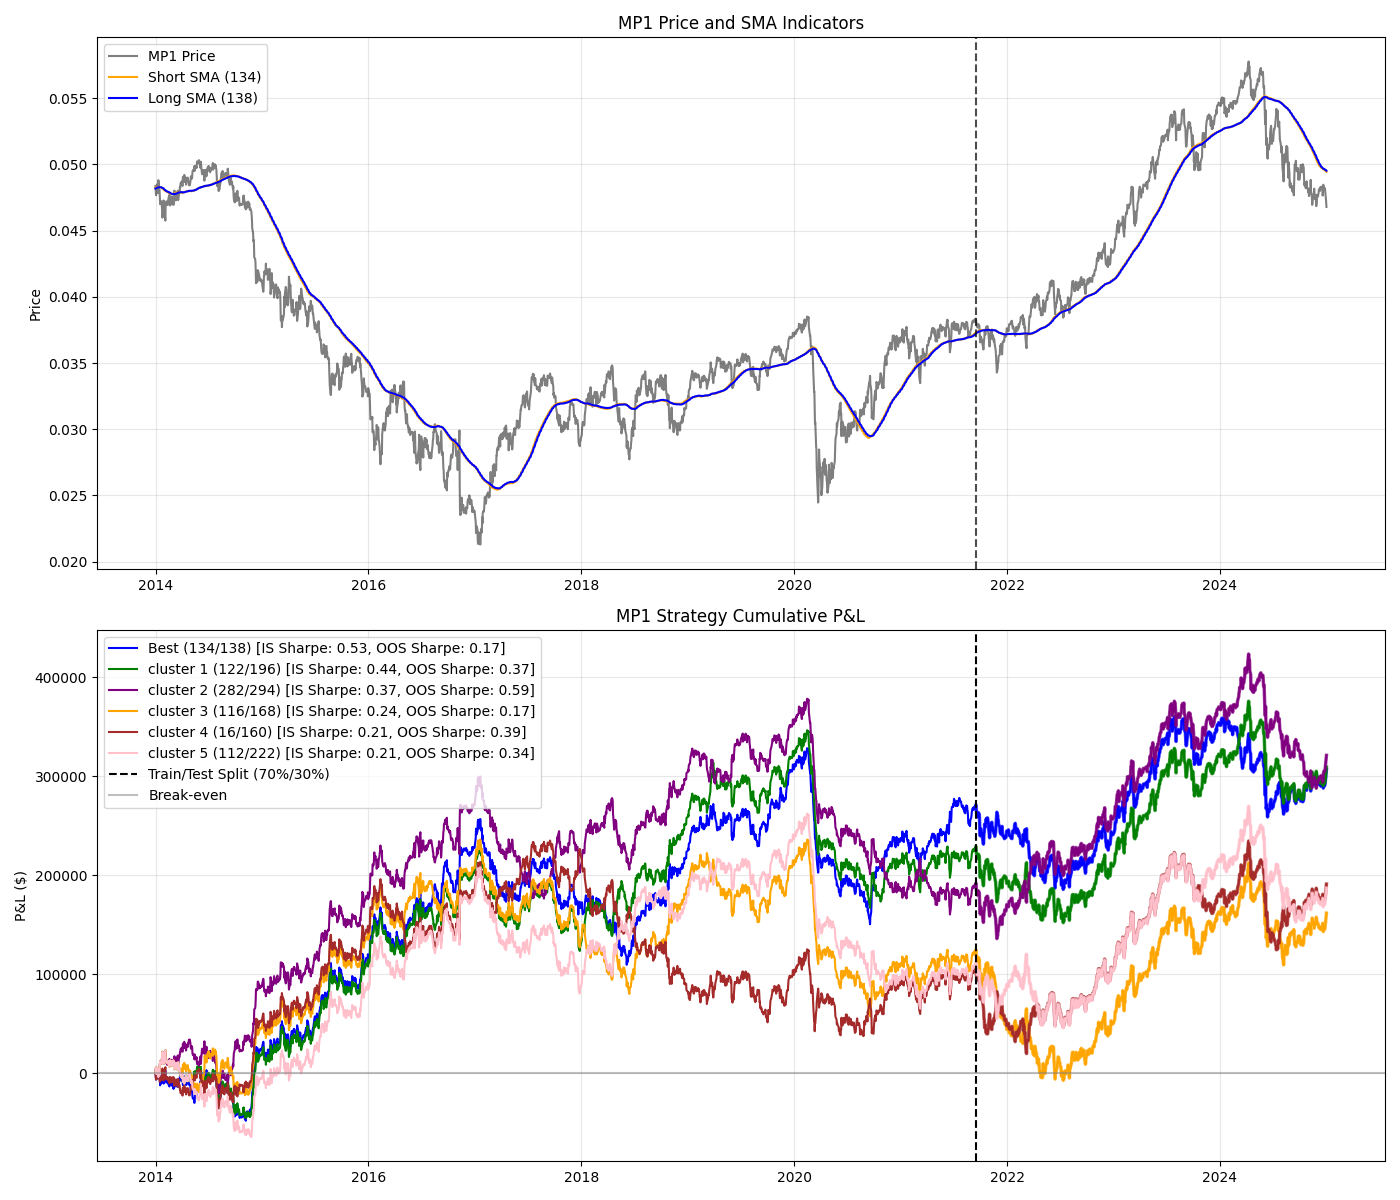 MP1 Price and SMA Indicators
MP1 Price
Short SMA (134)
Long SMA (138)
Price
0.055
0.050
0.045
0.040
0.035
0.030
0.025
0.020
2014 2016 2018 2020 2022 2024
MP1 Strategy Cumulative P&L
Best (134/138) [IS Sharpe: 0.53, OOS Sharpe: 0.17]
cluster 1 (122/196) [IS Sharpe: 0.44, OOS Sharpe: 0.37]
cluster 2 (282/294) [IS Sharpe: 0.37, OOS Sharpe: 0.59]
cluster 3 (116/168) [IS Sharpe: 0.24, OOS Sharpe: 0.17]
cluster 4 (16/160) [IS Sharpe: 0.21, OOS Sharpe: 0.39]
cluster 5 (112/222) [IS Sharpe: 0.21, OOS Sharpe: 0.34]
Train/Test Split (70%/30%)
Break-even
P&L ($)
400000
300000
200000
100000
0
2014 2016 2018 2020 2022 2024